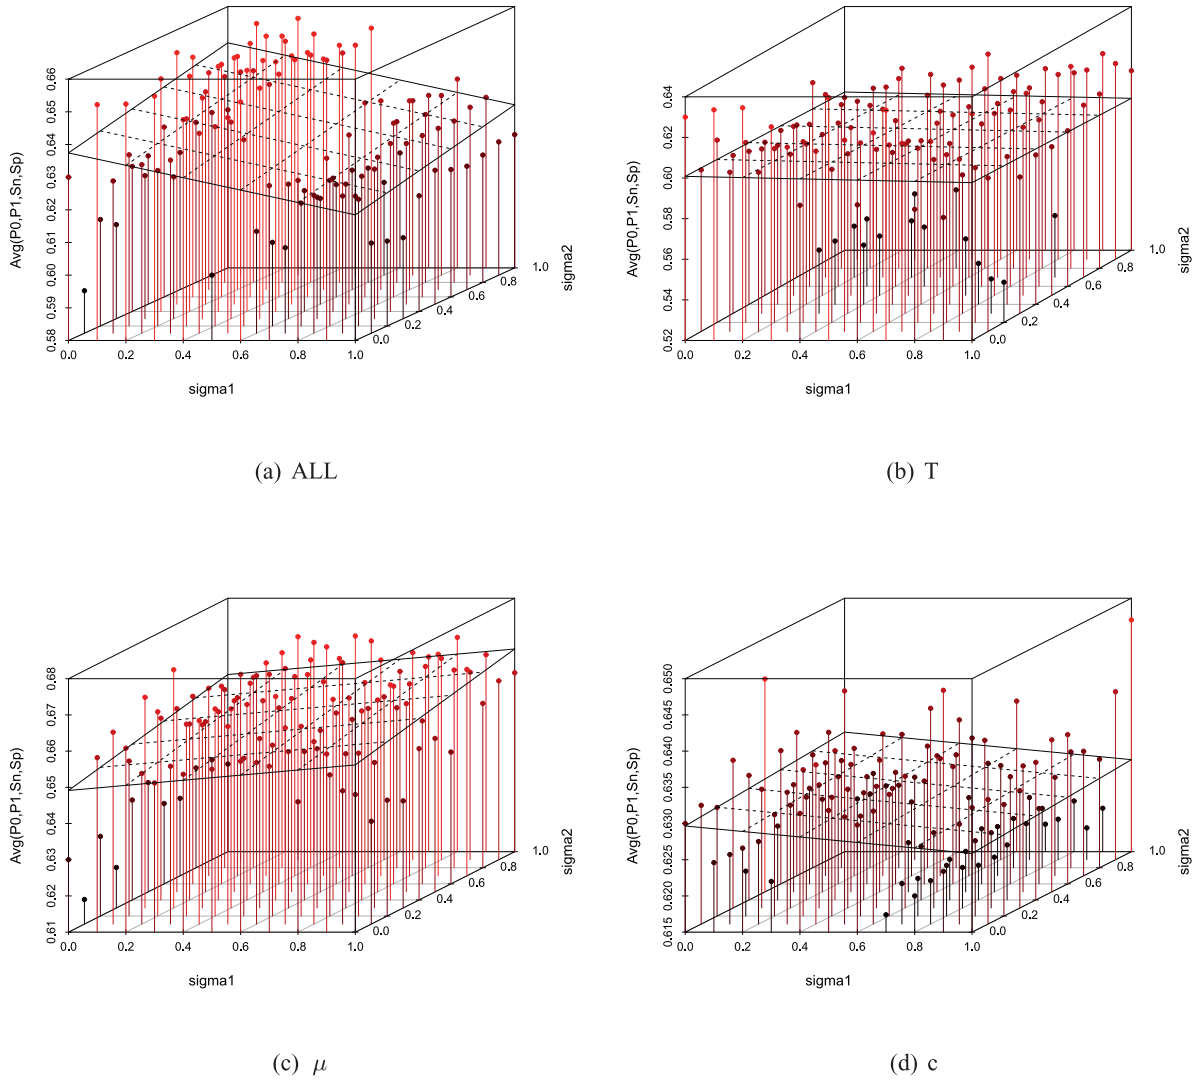 0.58 0.59 0.60 0.61 0.62 0.63 0.64 0.65 0.66
Avg(P0,P1,Sn,Sp)
0.0 0.2 0.4 0.6 0.8 1.0
sigma1
0.0 0.2 0.4 0.6 0.8 1.0
sigma2
(a) ALL
0.52 0.54 0.56 0.58 0.60 0.62 0.64
Avg(P0,P1,Sn,Sp)
0.0 0.2 0.4 0.6 0.8 1.0
sigma1
0.0 0.2 0.4 0.6 0.8 1.0
sigma2
(b) T
0.61 0.62 0.63 0.64 0.65 0.66 0.67 0.68
Avg(P0,P1,Sn,Sp)
0.0 0.2 0.4 0.6 0.8 1.0
sigma1
0.0 0.2 0.4 0.6 0.8 1.0
sigma2
(c) μ
0.615 0.620 0.625 0.630 0.635 0.640 0.645 0.650
Avg(P0,P1,Sn,Sp)
0.0 0.2 0.4 0.6 0.8 1.0
sigma1
0.0 0.2 0.4 0.6 0.8 1.0
sigma2
(d) c